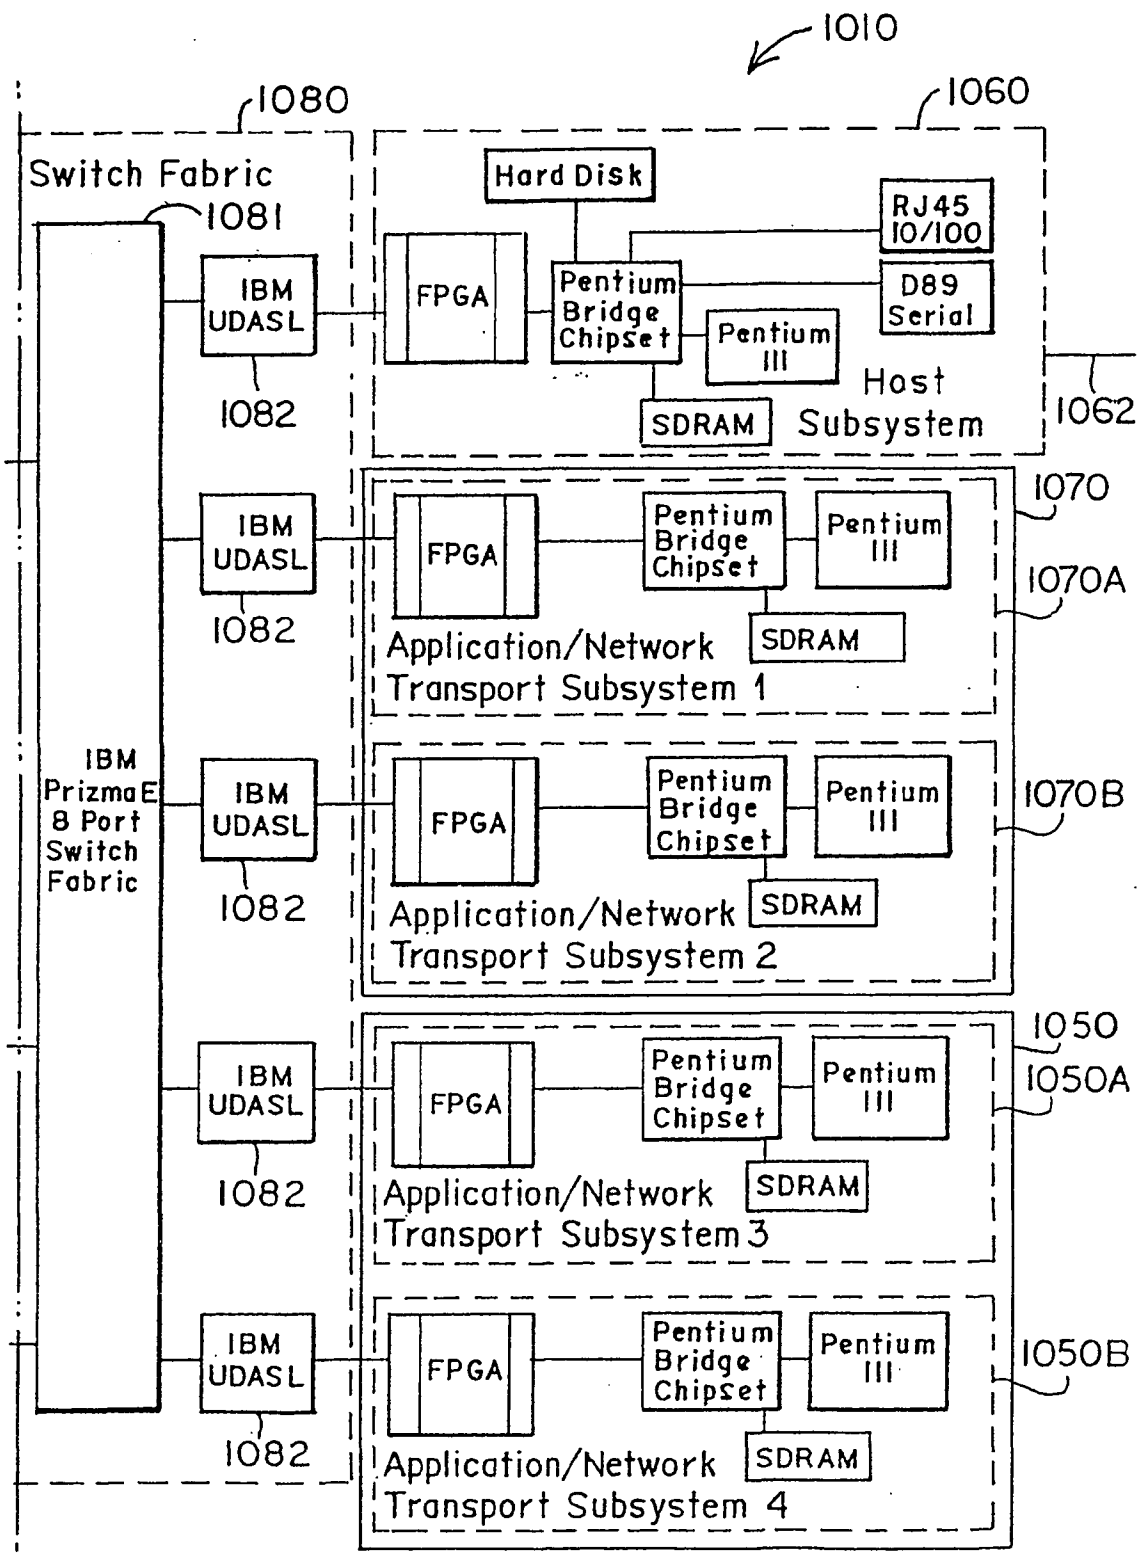 1010
1080
1060
Switch Fabric
1081
Hard Disk
RJ45
10/100
IBM
UDASL
FPGA
Pentium
Bridge
Chipset
D89
Serial
Pentium
III
1082
SDRAM
Host
Subsystem
1062
1070
IBM
UDASL
FPGA
Pentium
Bridge
Chipset
Pentium
III
1070A
1082
SDRAM
Application/Network
Transport Subsystem 1
IBM
PrizmaE
8 Port
Switch
Fabric
IBM
UDASL
FPGA
Pentium
Bridge
Chipset
Pentium
III
1070B
1082
SDRAM
Application/Network
Transport Subsystem 2
1050
IBM
UDASL
FPGA
Pentium
Bridge
Chipset
Pentium
III
1050A
1082
SDRAM
Application/Network
Transport Subsystem 3
IBM
UDASL
FPGA
Pentium
Bridge
Chipset
Pentium
III
1050B
1082
SDRAM
Application/Network
Transport Subsystem 4